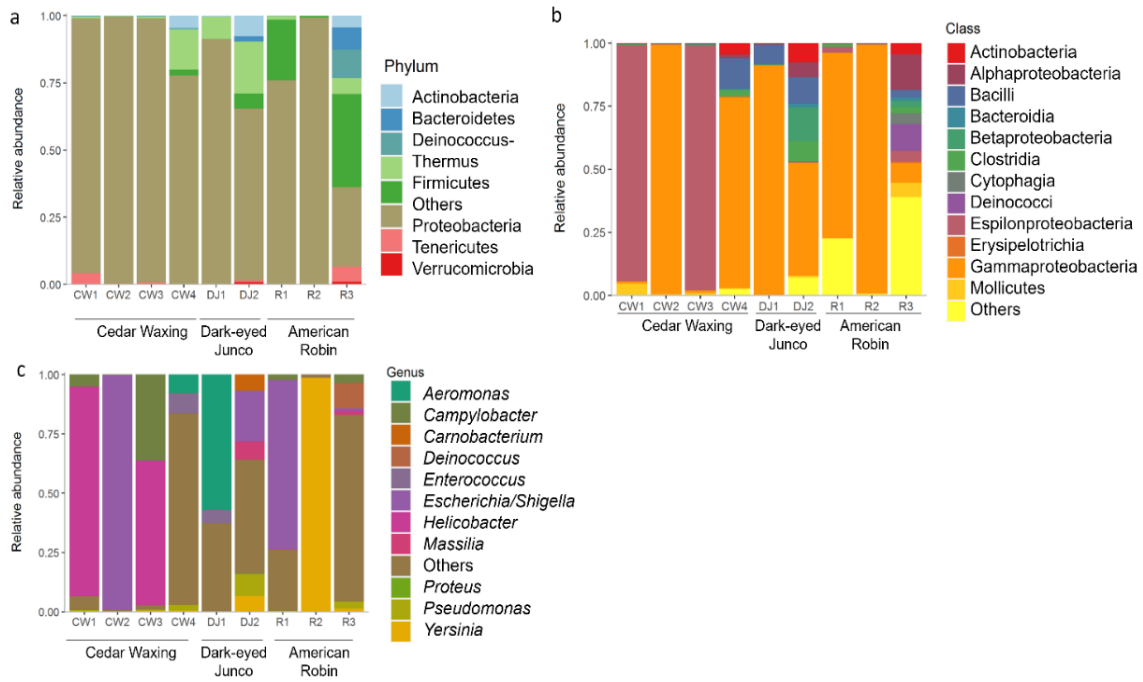 a
Relative abundance
1.00
0.75
0.50
0.25
0.00
CW1 CW2 CW3 CW4 DJ1 DJ2 R1 R2 R3
Cedar Waxing
Dark-eyed
Junco
American
Robin
Phylum
Actinobacteria
Bacteroidetes
Deinococcus-
Thermus
Firmicutes
Others
Proteobacteria
Tenericutes
Verrucomicrobia
b
Relative abundance
1.00
0.75
0.50
0.25
0.00
CW1 CW2 CW3 CW4 DJ1 DJ2 R1 R2 R3
Cedar Waxing
Dark-eyed
Junco
American
Robin
Class
Actinobacteria
Alphaproteobacteria
Bacilli
Bacteroidia
Betaproteobacteria
Clostridia
Cytophagia
Deinococci
Espilonproteobacteria
Erysipelotrichia
Gammaproteobacteria
Mollicutes
Others
c
Relative abundance
1.00
0.75
0.50
0.25
0.00
CW1 CW2 CW3 CW4 DJ1 DJ2 R1 R2 R3
Cedar Waxing
Dark-eyed
Junco
American
Robin
Genus
Aeromonas
Campylobacter
Carnobacterium
Deinococcus
Enterococcus
Escherichia/Shigella
Helicobacter
Massilia
Others
Proteus
Pseudomonas
Yersinia